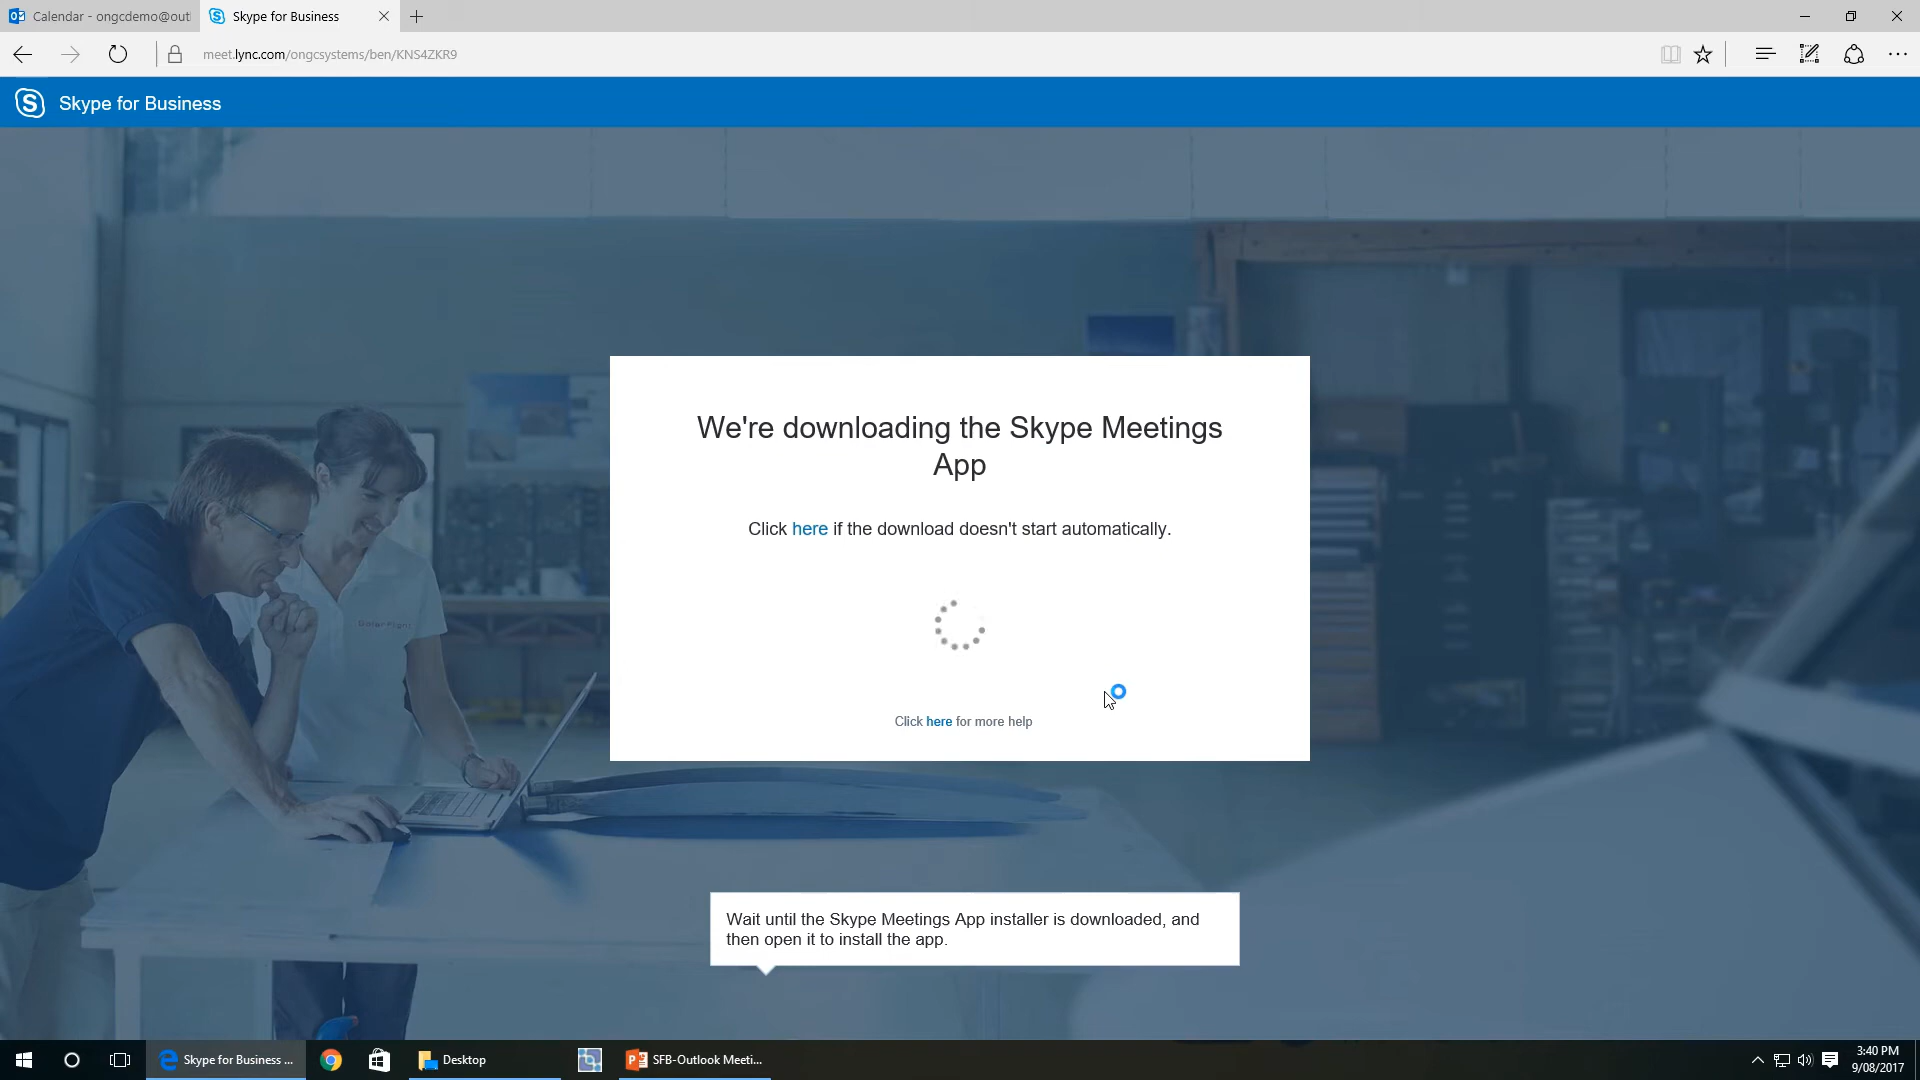 Calendar - ongcdemo@outl
Skype for Business
meet.lync.com/ongcsystems/ben/KNS4ZKR9
Skype for Business
We're downloading the Skype Meetings
App
Click here if the download doesn't start automatically.
Click here for more help
Wait until the Skype Meetings App installer is downloaded, and
then open it to install the app.
Skype for Business ...
Desktop
SFB-Outlook Meeti...
3:40 PM
9/08/2017